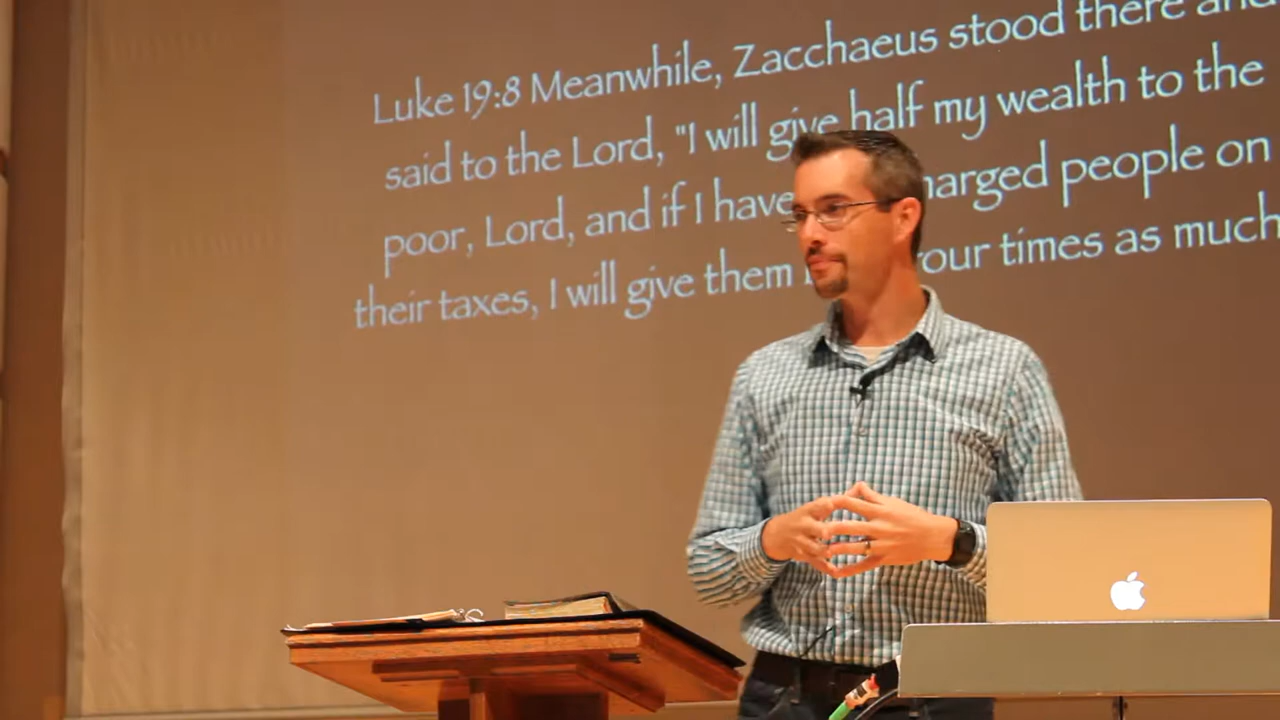 Luke 19:8 Meanwhile, Zacchaeus stood there and
said to the Lord, "I will give half my wealth to the
poor, Lord, and if I have harged people on
their taxes, I will give them our times as much